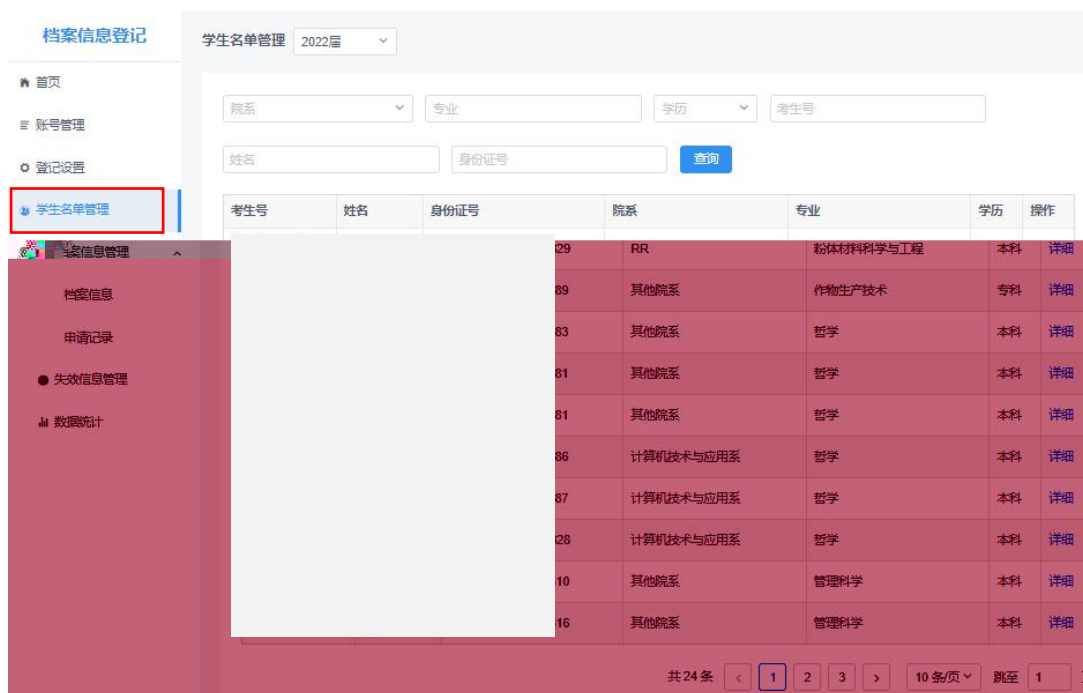 档案信息登记
学生名单管理 2022届
首页
院系 专业 学历 考生号
账号管理
姓名 身份证号 查询
登记设置
学生名单管理
考生号 姓名 身份证号 院系 专业 学历 操作
档案信息管理
329 RR 粉体材料科学与工程 本科 详细
档案信息
89 其他院系 作物生产技术 专科 详细
申请记录
83 其他院系 哲学 本科 详细
失效信息管理
81 其他院系 哲学 本科 详细
数据统计
81 其他院系 哲学 本科 详细
86 计算机技术与应用系 哲学 本科 详细
87 计算机技术与应用系 哲学 本科 详细
328 计算机技术与应用系 哲学 本科 详细
10 其他院系 管理科学 本科 详细
16 其他院系 管理科学 本科 详细
共 24 条 < 1 2 3 > 10 条/页 跳至 1